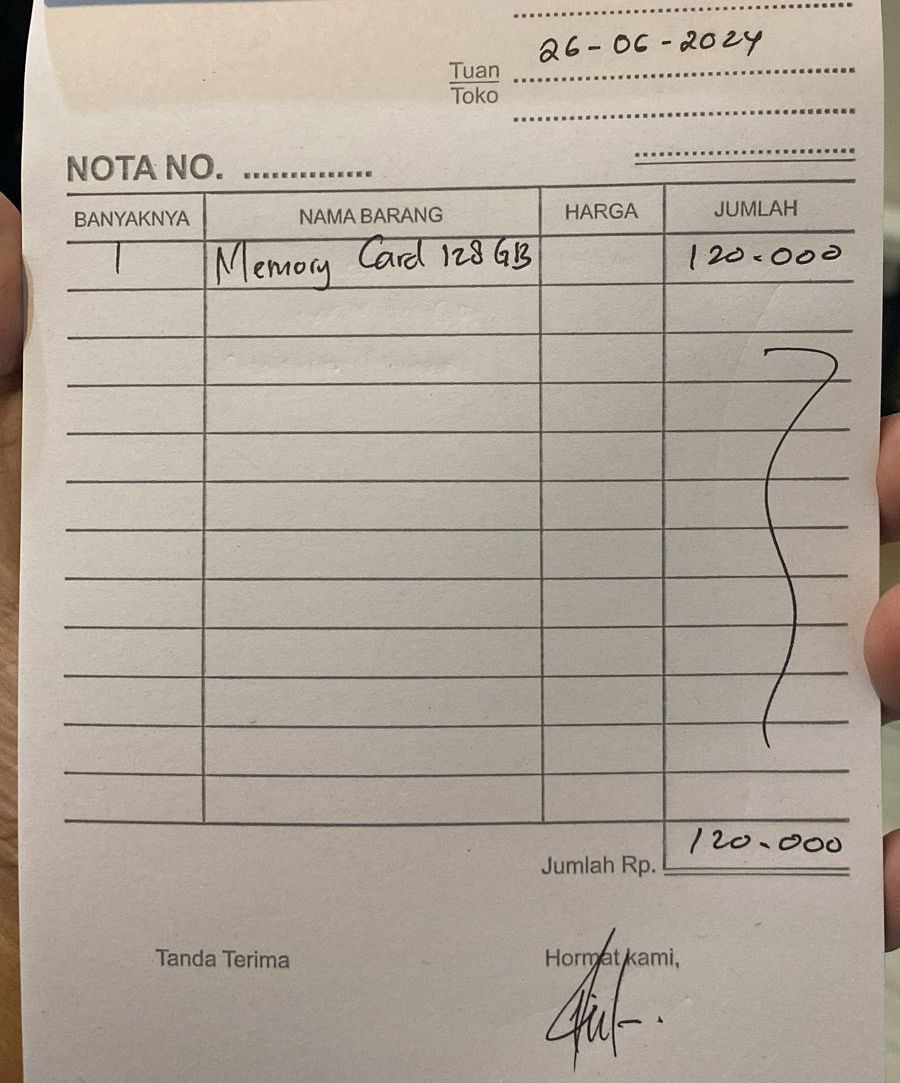 26-06-2024
Tuan
Toko
NOTA NO. ...............
BANYAKNYA NAMA BARANG HARGA JUMLAH
1 Memory Card 128 GB 120.000
Jumlah Rp. 120.000
Tanda Terima Hormat kami,